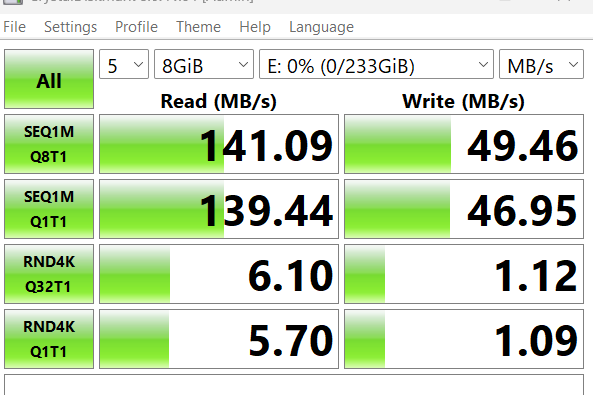 File Settings Profile Theme Help Language
All 5 8GiB E: 0% (0/233GiB) MB/s
Read (MB/s) Write (MB/s)
SEQ1M
Q8T1 141.09 49.46
SEQ1M
Q1T1 139.44 46.95
RND4K
Q32T1 6.10 1.12
RND4K
Q1T1 5.70 1.09